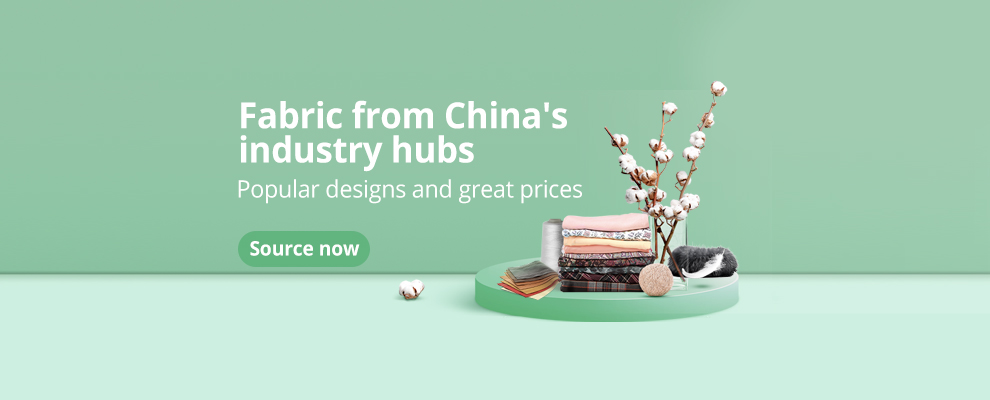 Fabric from China's
industry hubs
Popular designs and great prices
Source now